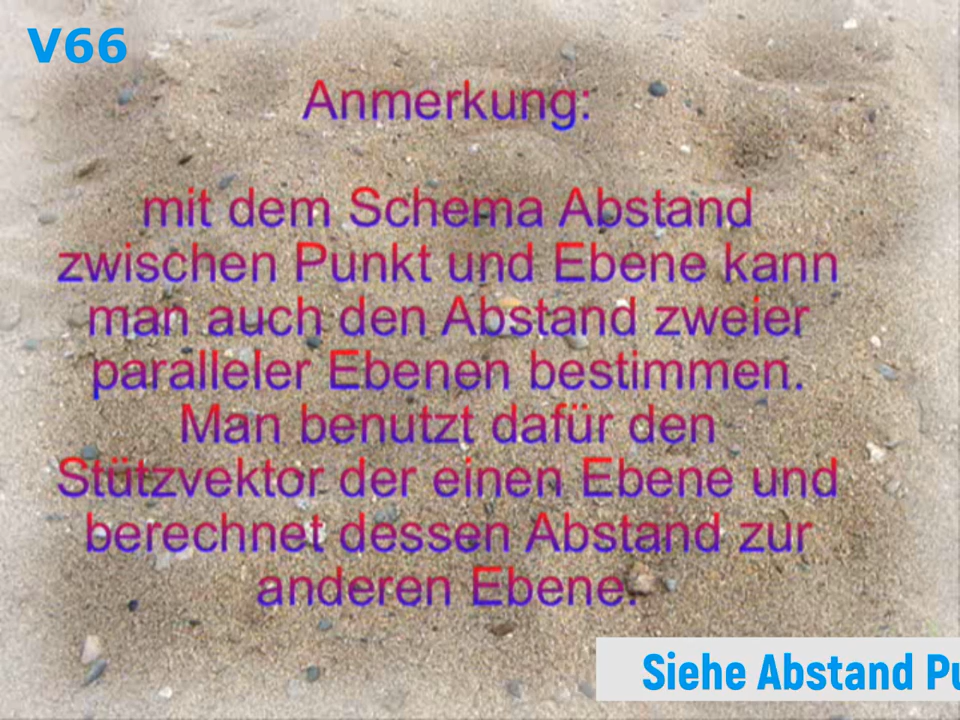 V66
Anmerkung:
mit dem Schema Abstand
zwischen Punkt und Ebene kann
man auch den Abstand zweier
paralleler Ebenen bestimmen.
Man benutzt dafür den
Stützvektor der einen Ebene und
berechnet dessen Abstand zur
anderen Ebene.
Siehe Abstand Pu